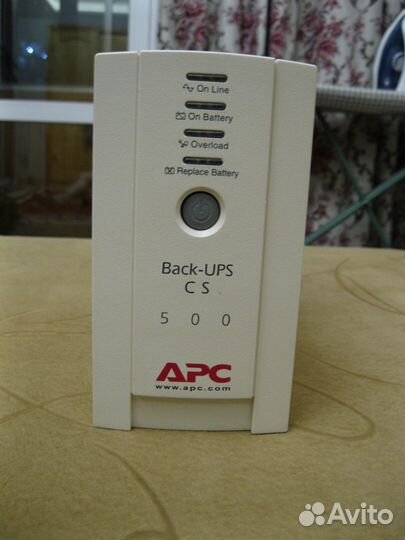 On Line
On Battery
Overload
Replace Battery
Back-UPS
CS
500
APC
www.apc.com
Avito